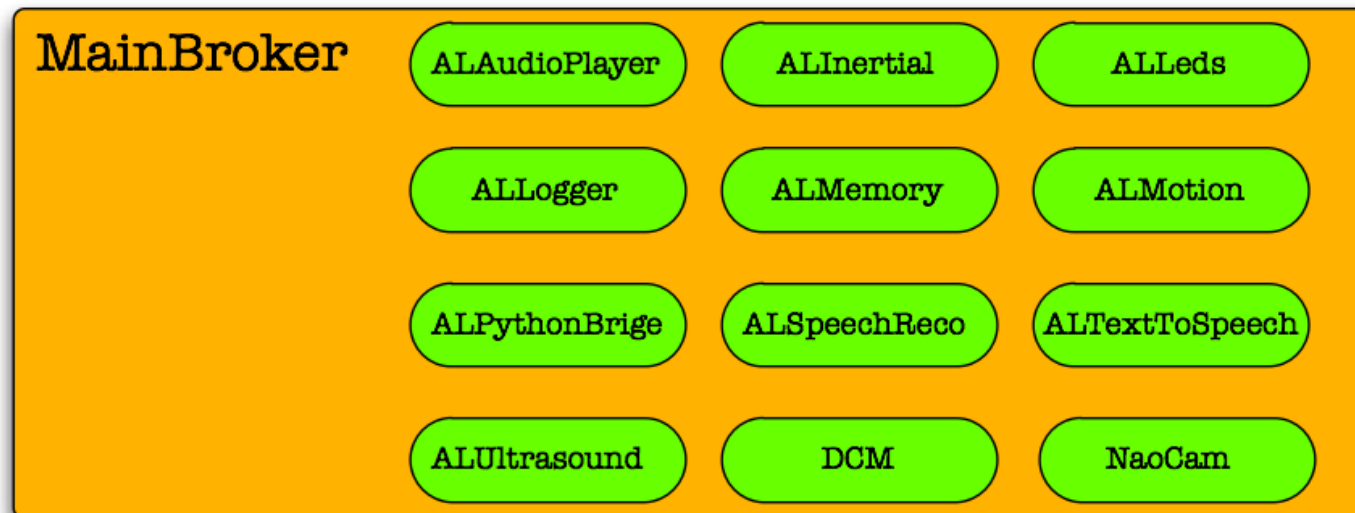 MainBroker
ALAudioPlayer
ALInertial
ALLeds
ALLogger
ALMemory
ALMotion
ALPythonBrige
ALSpeechReco
ALTextToSpeech
ALUltrasound
DCM
NaoCam